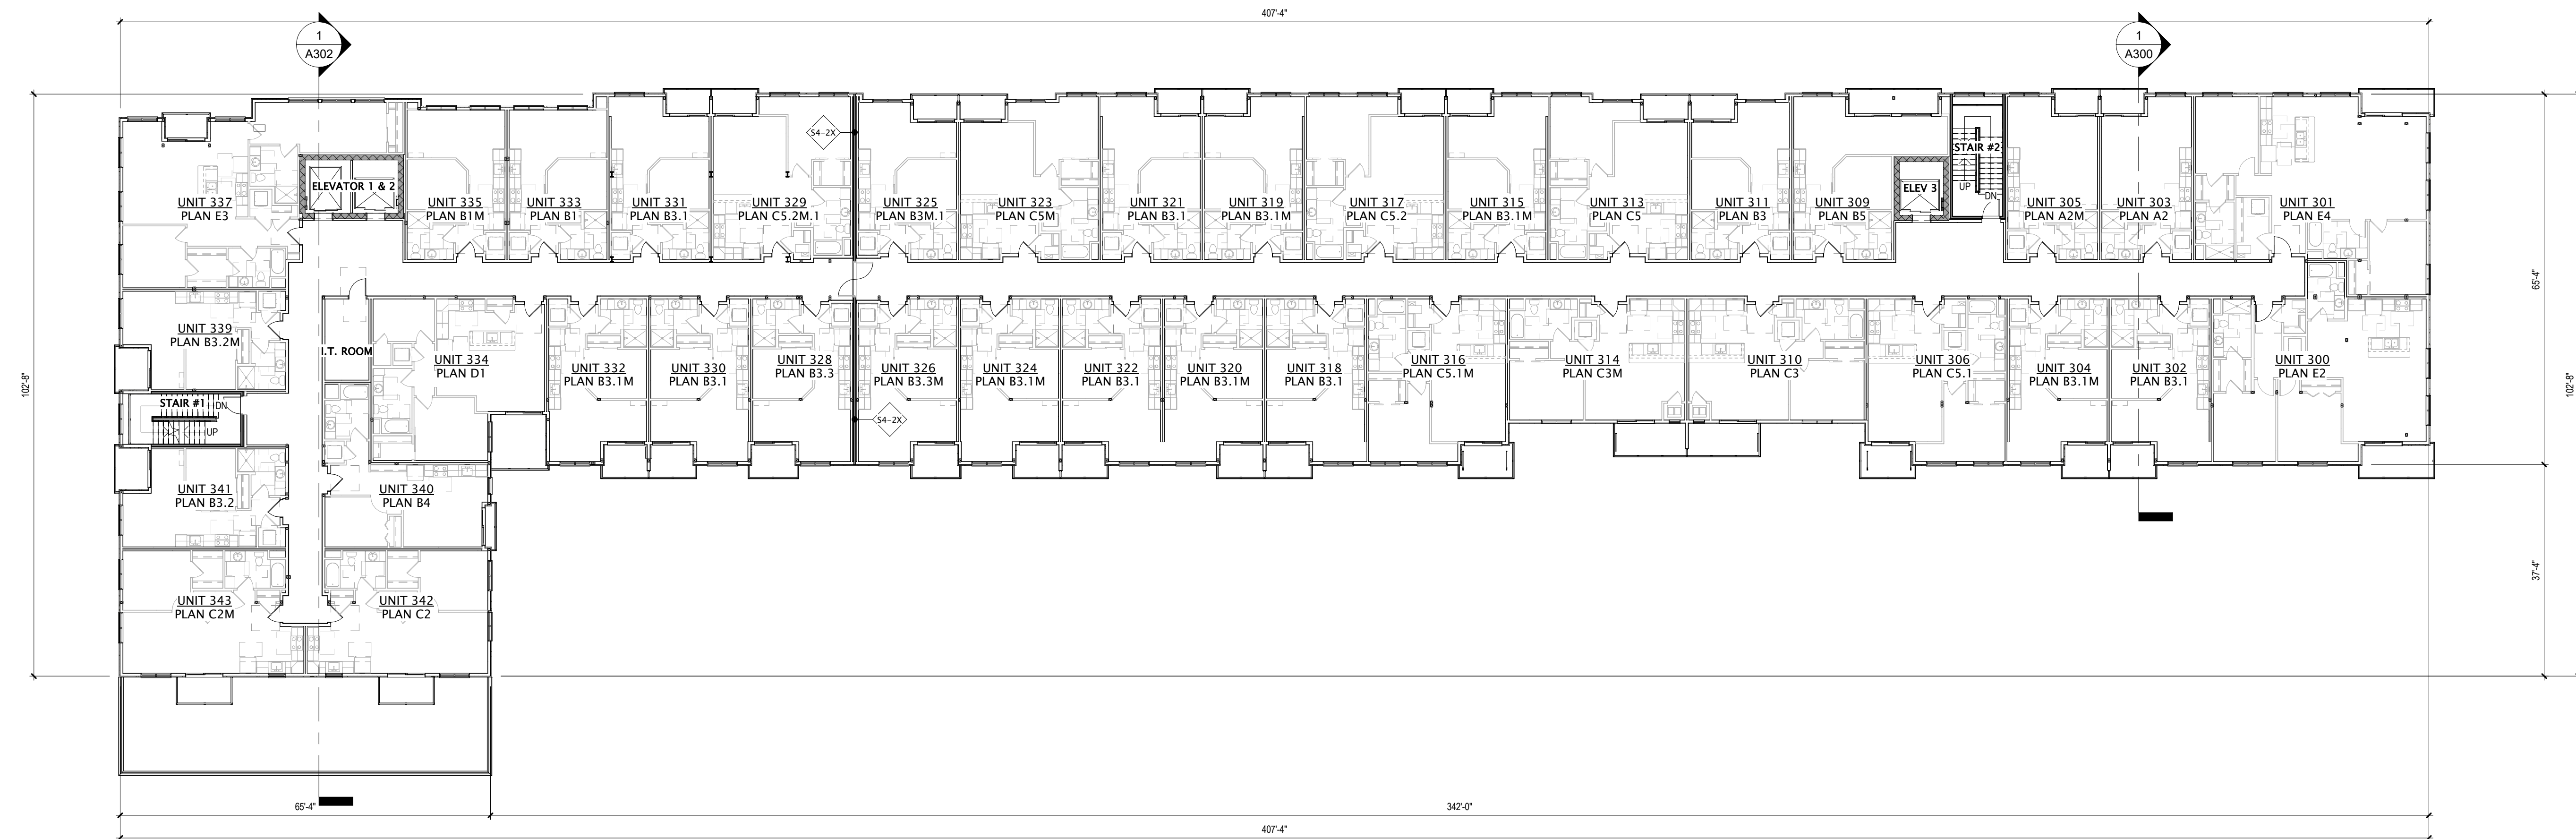 407'-4"
1
A302
1
A300
S4-2X
UNIT 337
PLAN E3
ELEVATOR 1 & 2
UNIT 335
PLAN B1M
UNIT 333
PLAN B1
UNIT 331
PLAN B3.1
UNIT 329
PLAN C5.2M.1
UNIT 325
PLAN B3M.1
UNIT 323
PLAN C5M
UNIT 321
PLAN B3.1
UNIT 319
PLAN B3.1M
UNIT 317
PLAN C5.2
UNIT 315
PLAN B3.1M
UNIT 313
PLAN C5
UNIT 311
PLAN B3
UNIT 309
PLAN B5
ELEV 3
STAIR #2
UP
DN
UNIT 305
PLAN A2M
UNIT 303
PLAN A2
UNIT 301
PLAN E4
65'-4"
102'-8"
102'-8"
UNIT 339
PLAN B3.2M
I.T. ROOM
UNIT 334
PLAN D1
UNIT 332
PLAN B3.1M
UNIT 330
PLAN B3.1
UNIT 328
PLAN B3.3
UNIT 326
PLAN B3.3M
UNIT 324
PLAN B3.1M
UNIT 322
PLAN B3.1
UNIT 320
PLAN B3.1M
UNIT 318
PLAN B3.1
UNIT 316
PLAN C5.1M
UNIT 314
PLAN C3M
UNIT 310
PLAN C3
UNIT 306
PLAN C5.1
UNIT 304
PLAN B3.1M
UNIT 302
PLAN B3.1
UNIT 300
PLAN E2
STAIR #1
DN
UP
S4-2X
UNIT 341
PLAN B3.2
UNIT 340
PLAN B4
37'-4"
UNIT 343
PLAN C2M
UNIT 342
PLAN C2
65'-4"
342'-0"
407'-4"